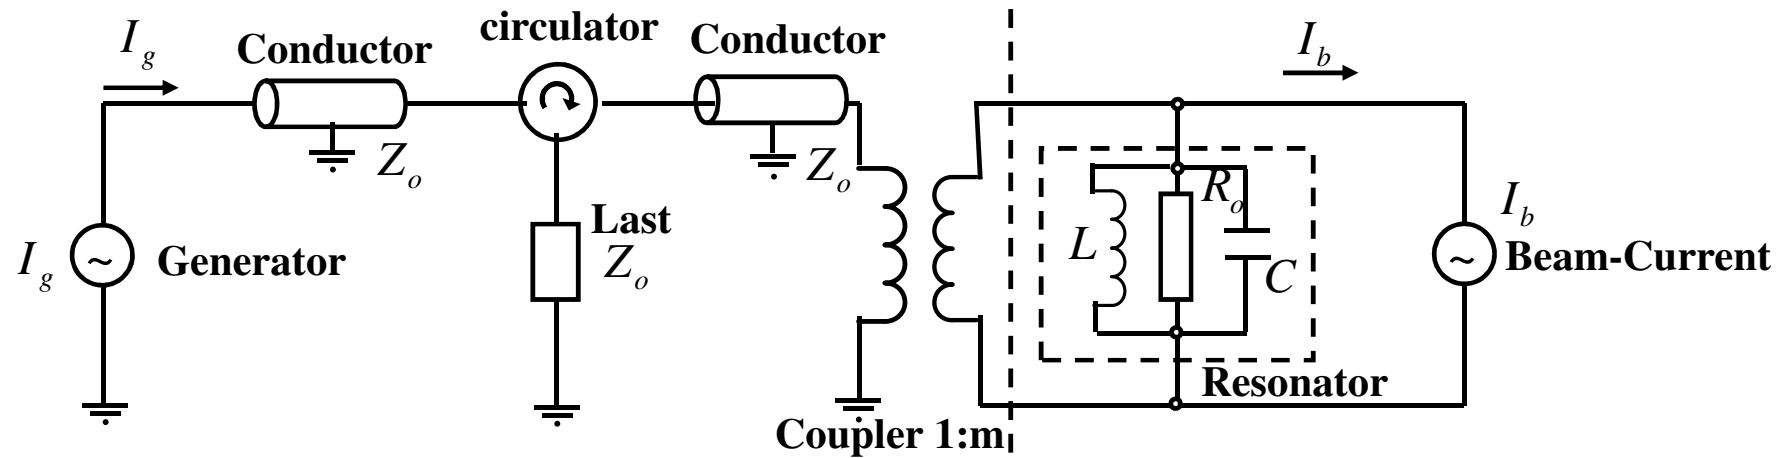 I_g
Conductor
circulator
Conductor
I_b
Z_o
Z_o
R_o
I_g
~
Generator
Last
Z_o
L
C
I_b
~
Beam-Current
Resonator
Coupler 1:m